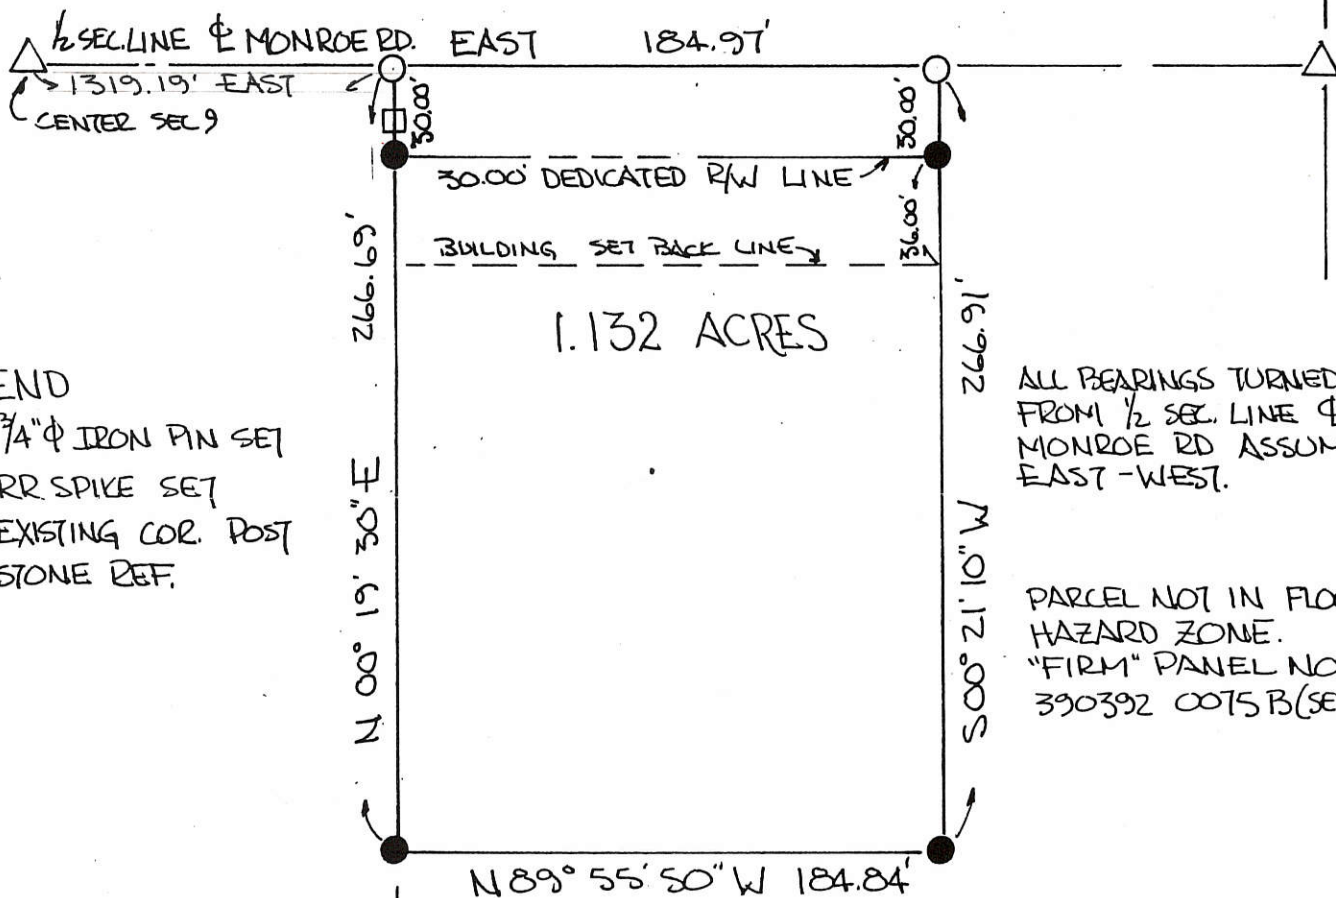 ½ SEC. LINE ℄ MONROE RD. EAST 184.97'
1319.19' EAST
CENTER SEC 9
30.00'
30.00'
30.00' DEDICATED R/W LINE
36.00'
BUILDING SET BACK LINE
266.69'
266.91'
1.132 ACRES
END
3/4"⌀ IRON PIN SET
RR. SPIKE SET
EXISTING COR. POST
STONE REF.
ALL BEARINGS TURNED
FROM ½ SEC. LINE ℄
MONROE RD ASSUM
EAST-WEST.
N 00° 19' 30" E
S 00° 21' 10" W
PARCEL NOT IN FLO
HAZARD ZONE.
"FIRM" PANEL NO
390392 0075 B (SE
N 89° 55' 50" W 184.84'